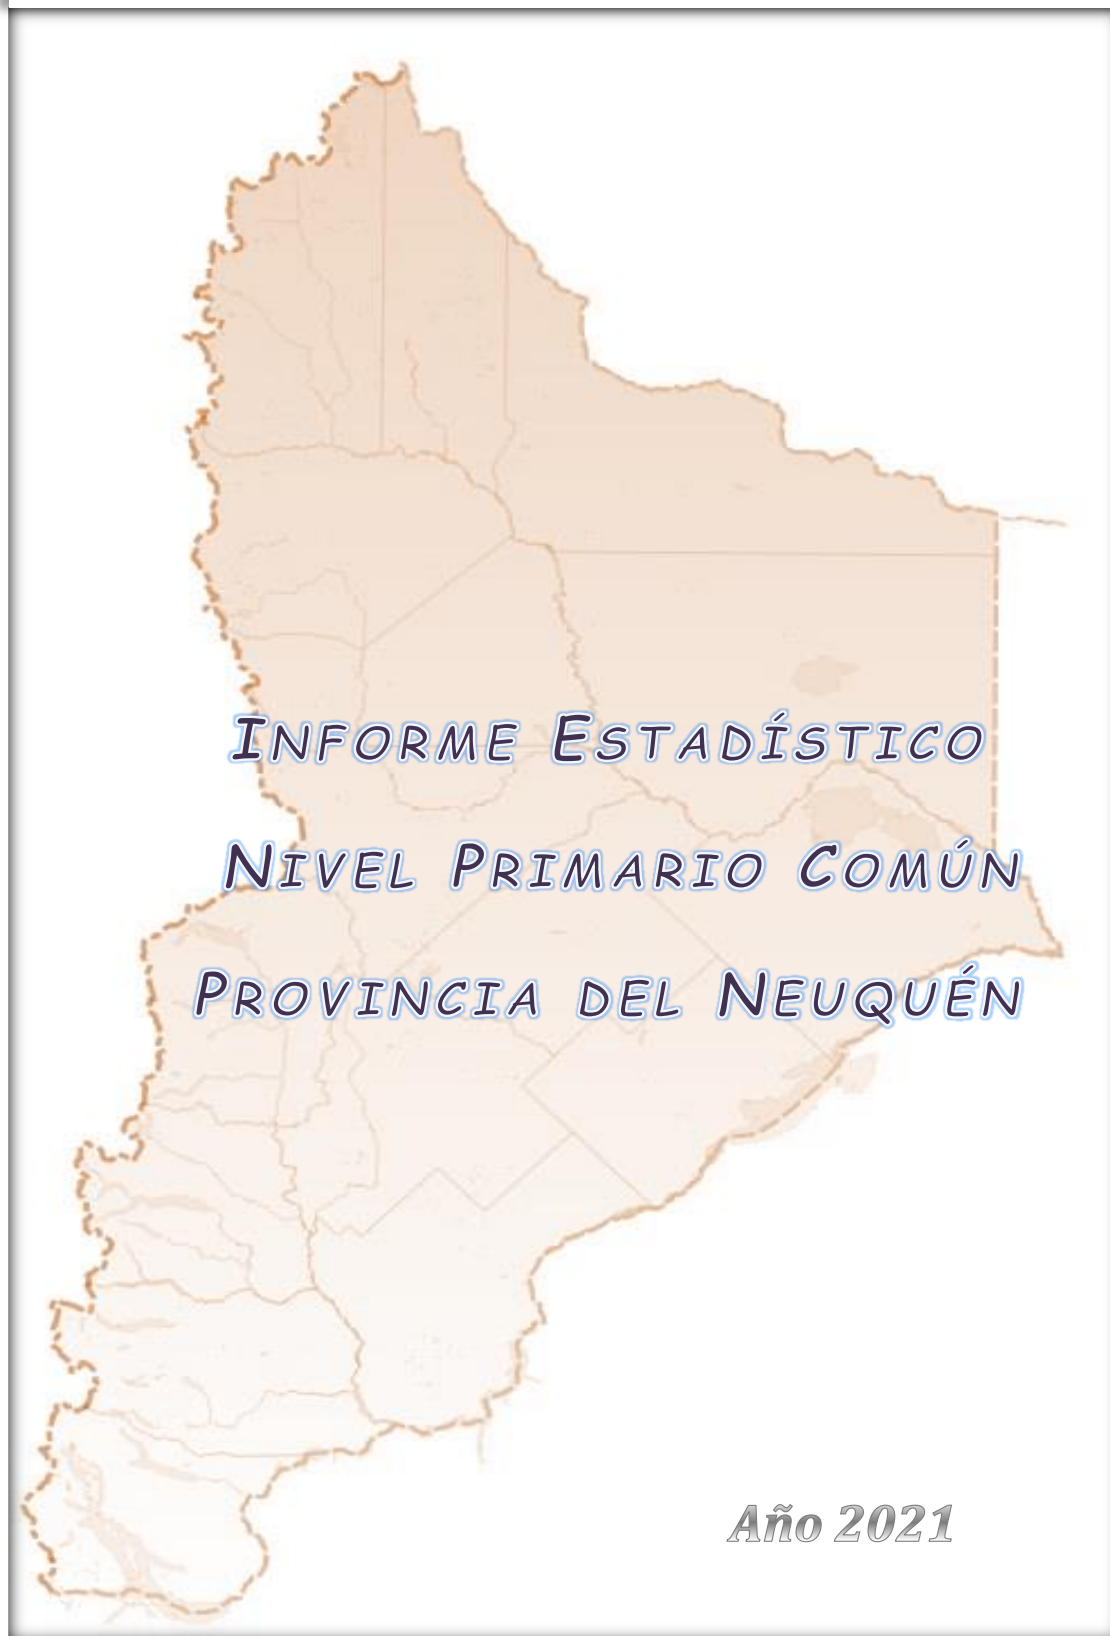 Informe Estadístico
Nivel Primario Común
Provincia del Neuquén
Año 2021